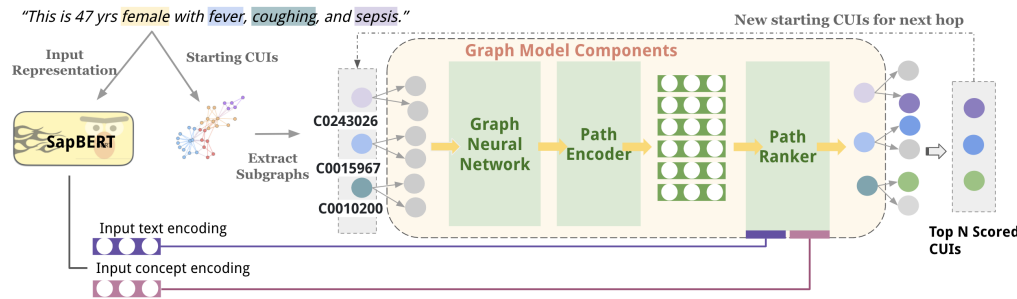 “This is 47 yrs female with fever, coughing, and sepsis.”
New starting CUIs for next hop
Input
Representation
Starting CUIs
Graph Model Components
SapBERT
Extract
Subgraphs
C0243026
C0015967
C0010200
Graph
Neural
Network
Path
Encoder
Path
Ranker
Top N Scored
CUIs
Input text encoding
Input concept encoding